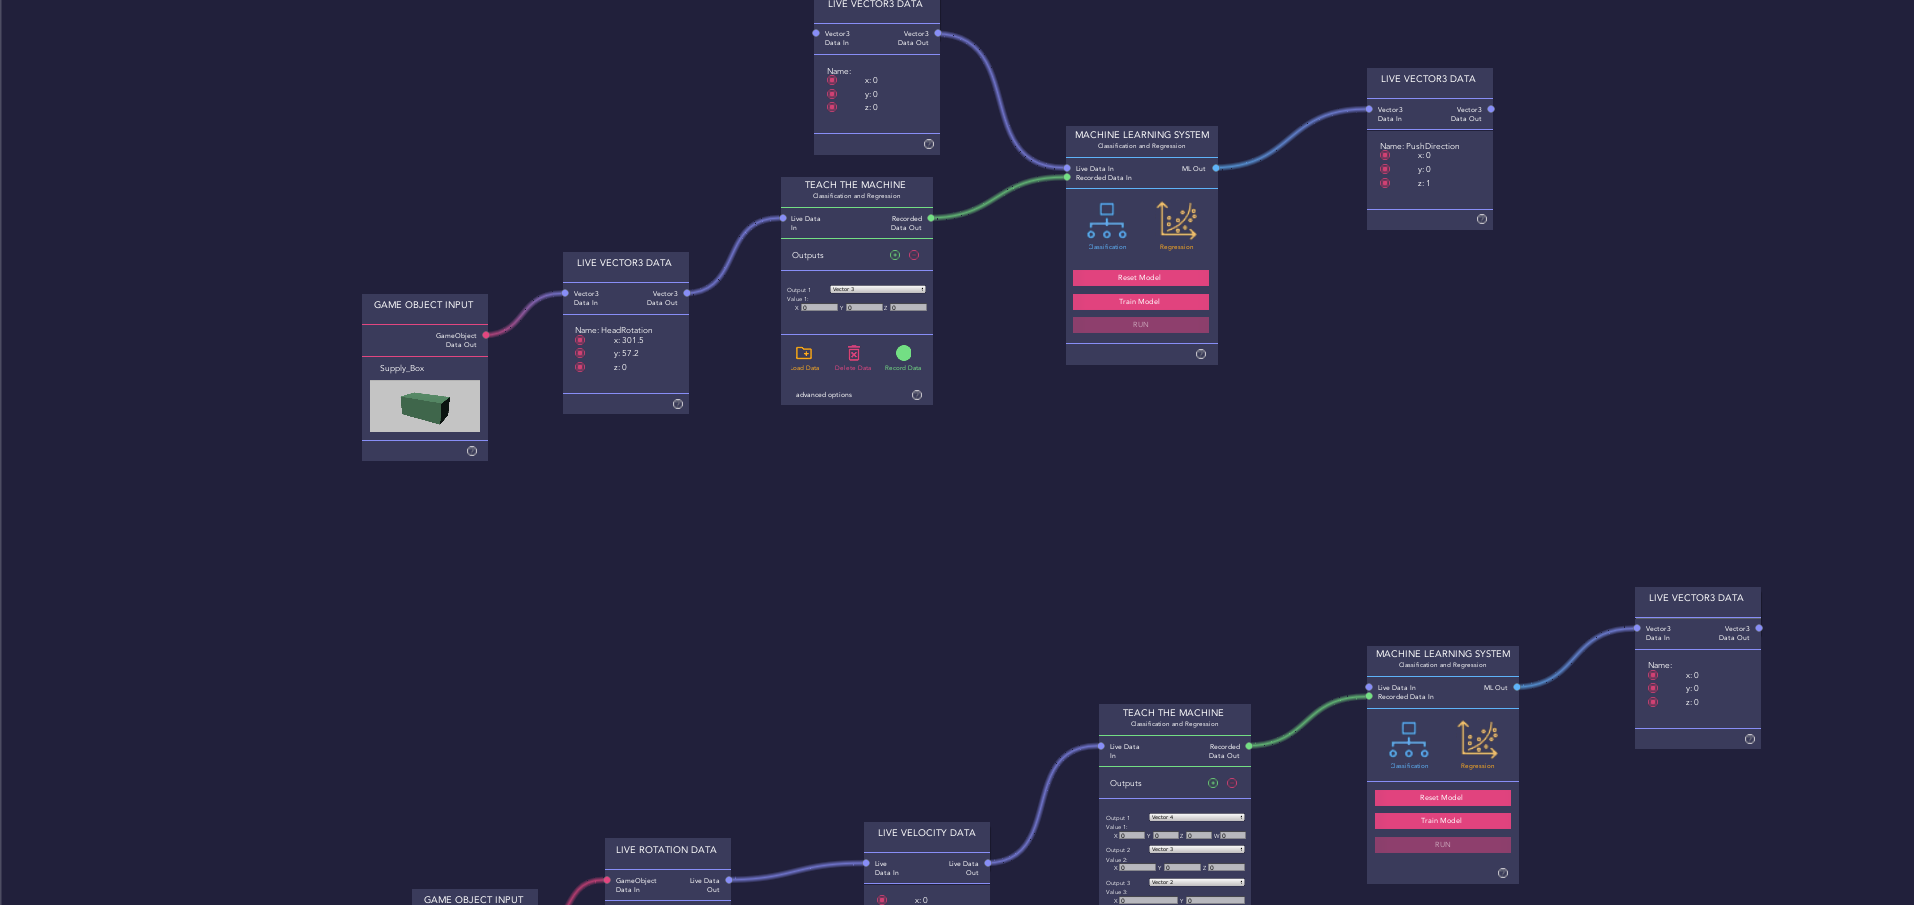 LIVE VECTOR3 DATA
Vector3 Data In
Vector3 Data Out
Name:
x: 0
y: 0
z: 0
LIVE VECTOR3 DATA
Vector3 Data In
Vector3 Data Out
Name: PushDirection
x: 0
y: 0
z: 1
MACHINE LEARNING SYSTEM
Classification and Regression
Live Data In
ML Out
Recorded Data In
Classification
Regression
Reset Model
Train Model
RUN
TEACH THE MACHINE
Classification and Regression
Live Data In
Recorded Data Out
Outputs
Output 1
Vector 3
Value 1:
X 0 Y 0 Z 0
Load Data
Delete Data
Record Data
advanced options
LIVE VECTOR3 DATA
Vector3 Data In
Vector3 Data Out
Name: HeadRotation
x: 301.5
y: 57.2
z: 0
GAME OBJECT INPUT
GameObject Data Out
Supply_Box
LIVE VECTOR3 DATA
Vector3 Data In
Vector3 Data Out
Name:
x: 0
y: 0
z: 0
MACHINE LEARNING SYSTEM
Classification and Regression
Live Data In
ML Out
Recorded Data In
Classification
Regression
Reset Model
Train Model
RUN
TEACH THE MACHINE
Classification and Regression
Live Data In
Recorded Data Out
Outputs
Output 1
Vector 4
Value 1:
X 0 Y 0 Z 0 W 0
Output 2
Vector 3
Value 2:
X 0 Y 0 Z 0
Output 3
Vector 2
Value 3:
X 0 Y 0
LIVE VELOCITY DATA
Live Data In
Live Data Out
x: 0
LIVE ROTATION DATA
GameObject Data In
Live Data Out
GAME OBJECT INPUT